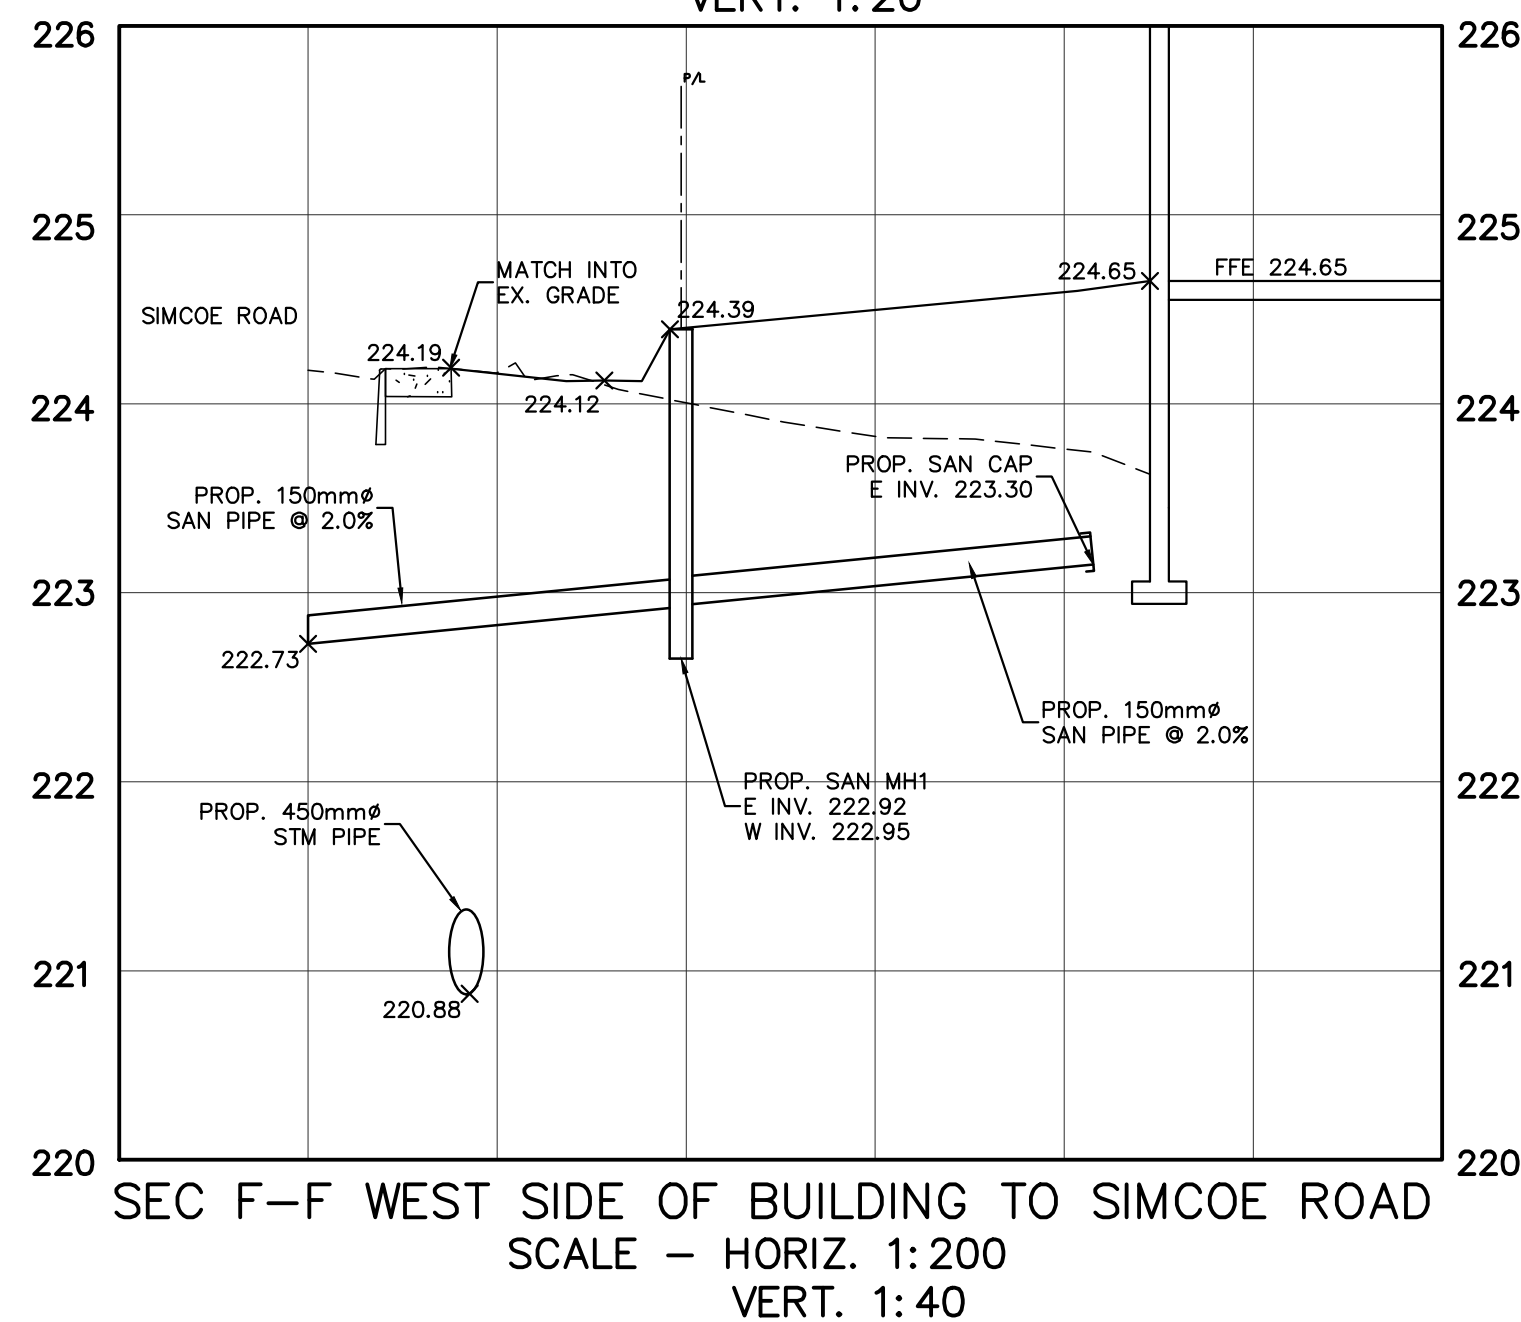 VERT. 1:20
226
226
P/L
225
225
MATCH INTO
EX. GRADE
224.65
FFE 224.65
SIMCOE ROAD
224.39
224.19
224
224
224.12
PROP. SAN CAP
E INV. 223.30
PROP. 150mmø
SAN PIPE @ 2.0%
223
223
222.73
PROP. 150mmø
SAN PIPE @ 2.0%
222
222
PROP. SAN MH1
E INV. 222.92
W INV. 222.95
PROP. 450mmø
STM PIPE
221
221
220.88
220
220
SEC F-F WEST SIDE OF BUILDING TO SIMCOE ROAD
SCALE - HORIZ. 1:200
VERT. 1:40